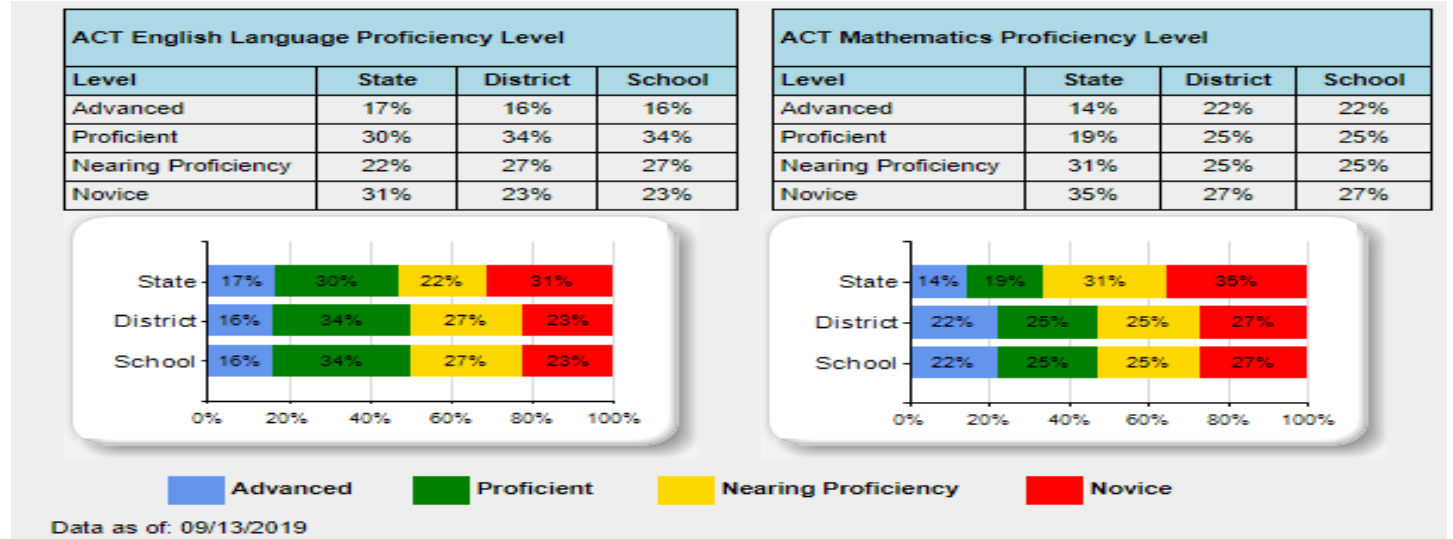 ACT English Language Proficiency Level
Level State District School
Advanced 17% 16% 16%
Proficient 30% 34% 34%
Nearing Proficiency 22% 27% 27%
Novice 31% 23% 23%
State 17% 30% 22% 31%
District 16% 34% 27% 23%
School 16% 34% 27% 23%
0% 20% 40% 60% 80% 100%
ACT Mathematics Proficiency Level
Level State District School
Advanced 14% 22% 22%
Proficient 19% 25% 25%
Nearing Proficiency 31% 25% 25%
Novice 35% 27% 27%
State 14% 19% 31% 35%
District 22% 25% 25% 27%
School 22% 25% 25% 27%
0% 20% 40% 60% 80% 100%
Advanced Proficient Nearing Proficiency Novice
Data as of: 09/13/2019